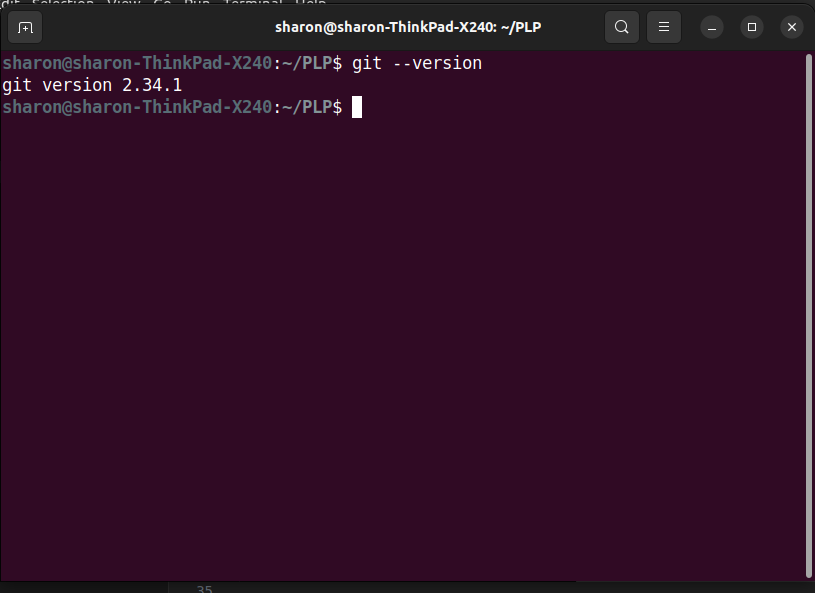 Edit Selection View Go Run Terminal Help
sharon@sharon-ThinkPad-X240: ~/PLP
sharon@sharon-ThinkPad-X240:~/PLP$ git --version
git version 2.34.1
sharon@sharon-ThinkPad-X240:~/PLP$
35